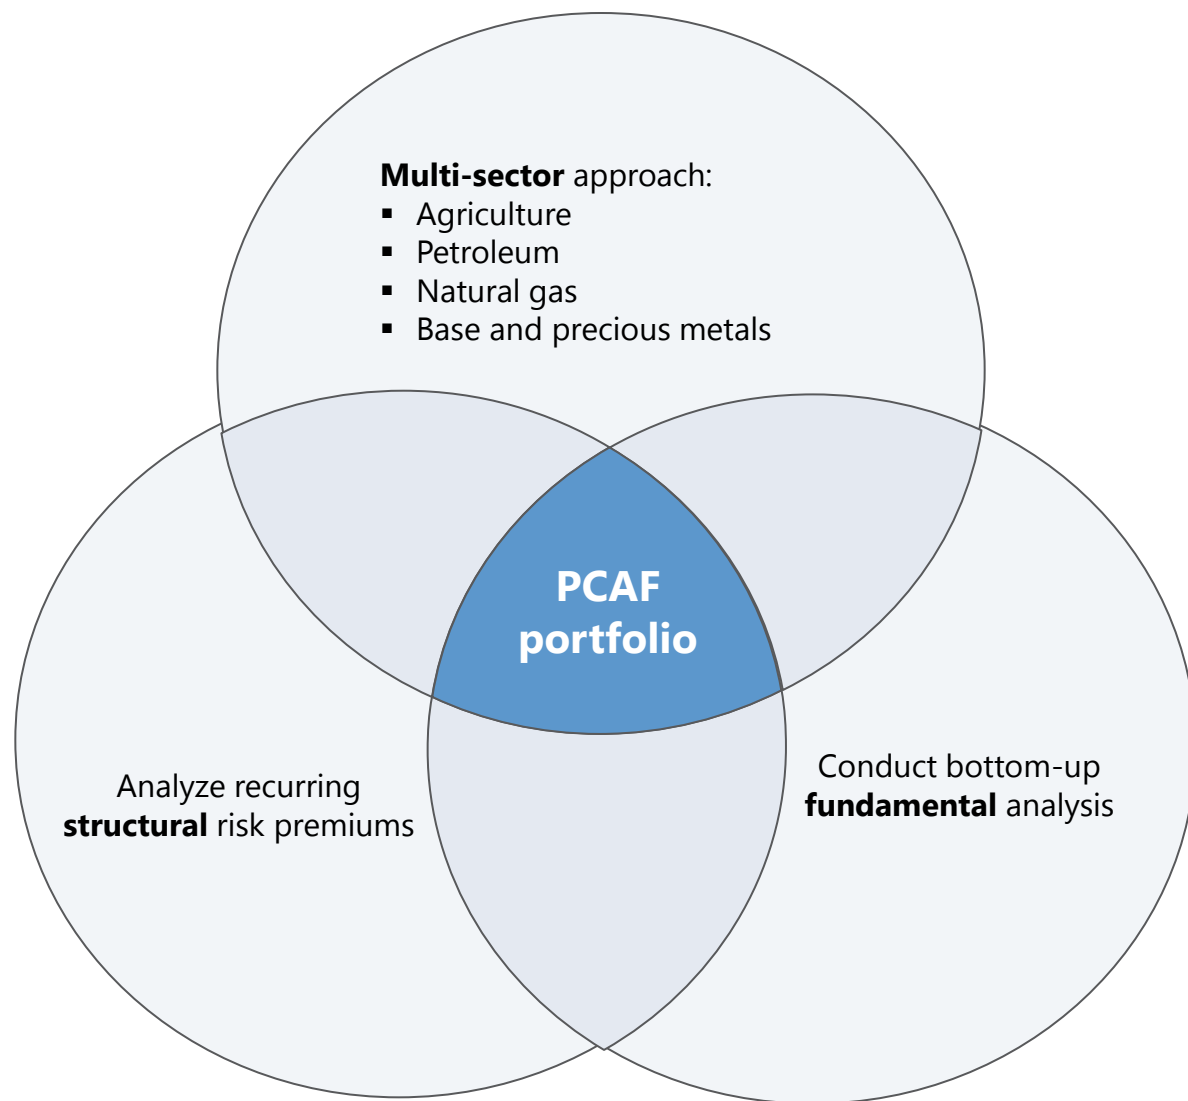 Multi-sector approach:
▪ Agriculture
▪ Petroleum
▪ Natural gas
▪ Base and precious metals
PCAF
portfolio
Analyze recurring
structural risk premiums
Conduct bottom-up
fundamental analysis